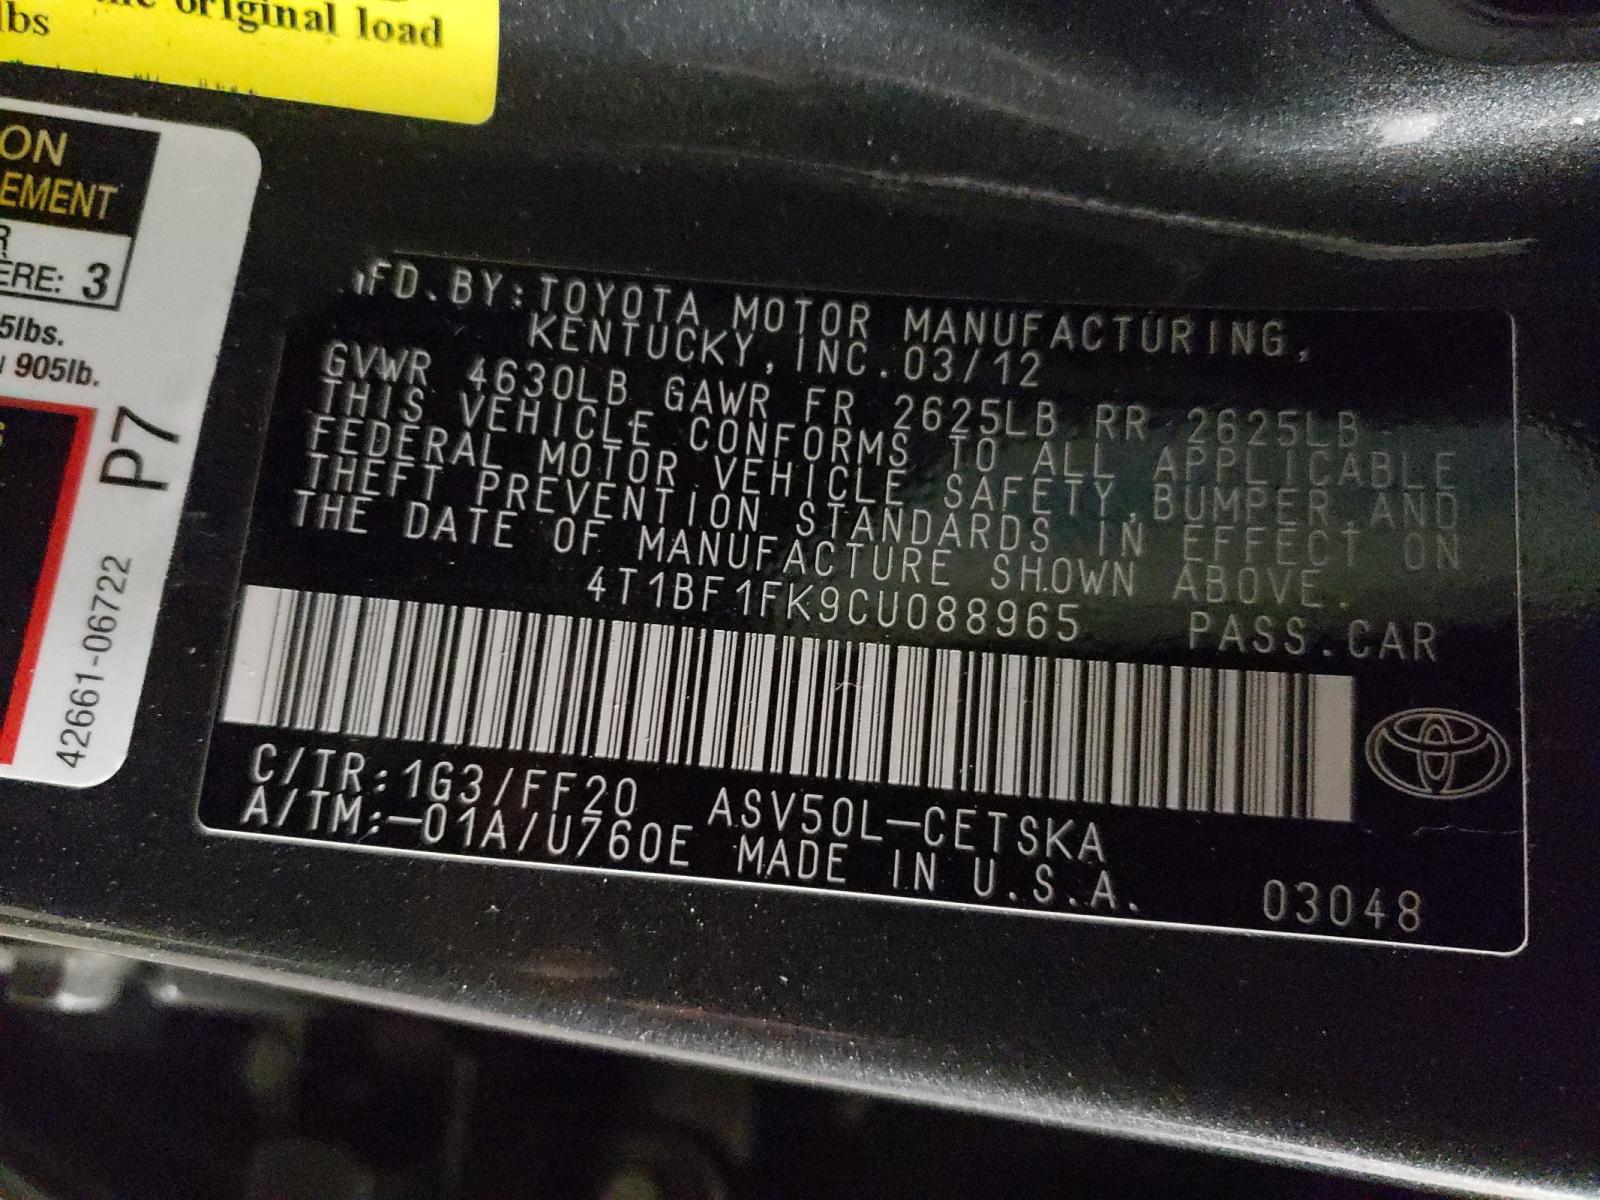 original load
lbs
ON
EMENT
R
ERE: 3
5lbs.
905lb.
P7
42661-06722
FD.BY:TOYOTA MOTOR MANUFACTURING,
KENTUCKY,INC.03/12
GVWR 4630LB GAWR FR 2625LB RR 2625LB
THIS VEHICLE CONFORMS TO ALL APPLICABLE
FEDERAL MOTOR VEHICLE SAFETY,BUMPER,AND
THEFT PREVENTION STANDARDS IN EFFECT ON
THE DATE OF MANUFACTURE SHOWN ABOVE.
4T1BF1FK9CU088965 PASS.CAR
C/TR:1G3/FF20 ASV50L-CETSKA
A/TM:-01A/U760E MADE IN U.S.A. 03048